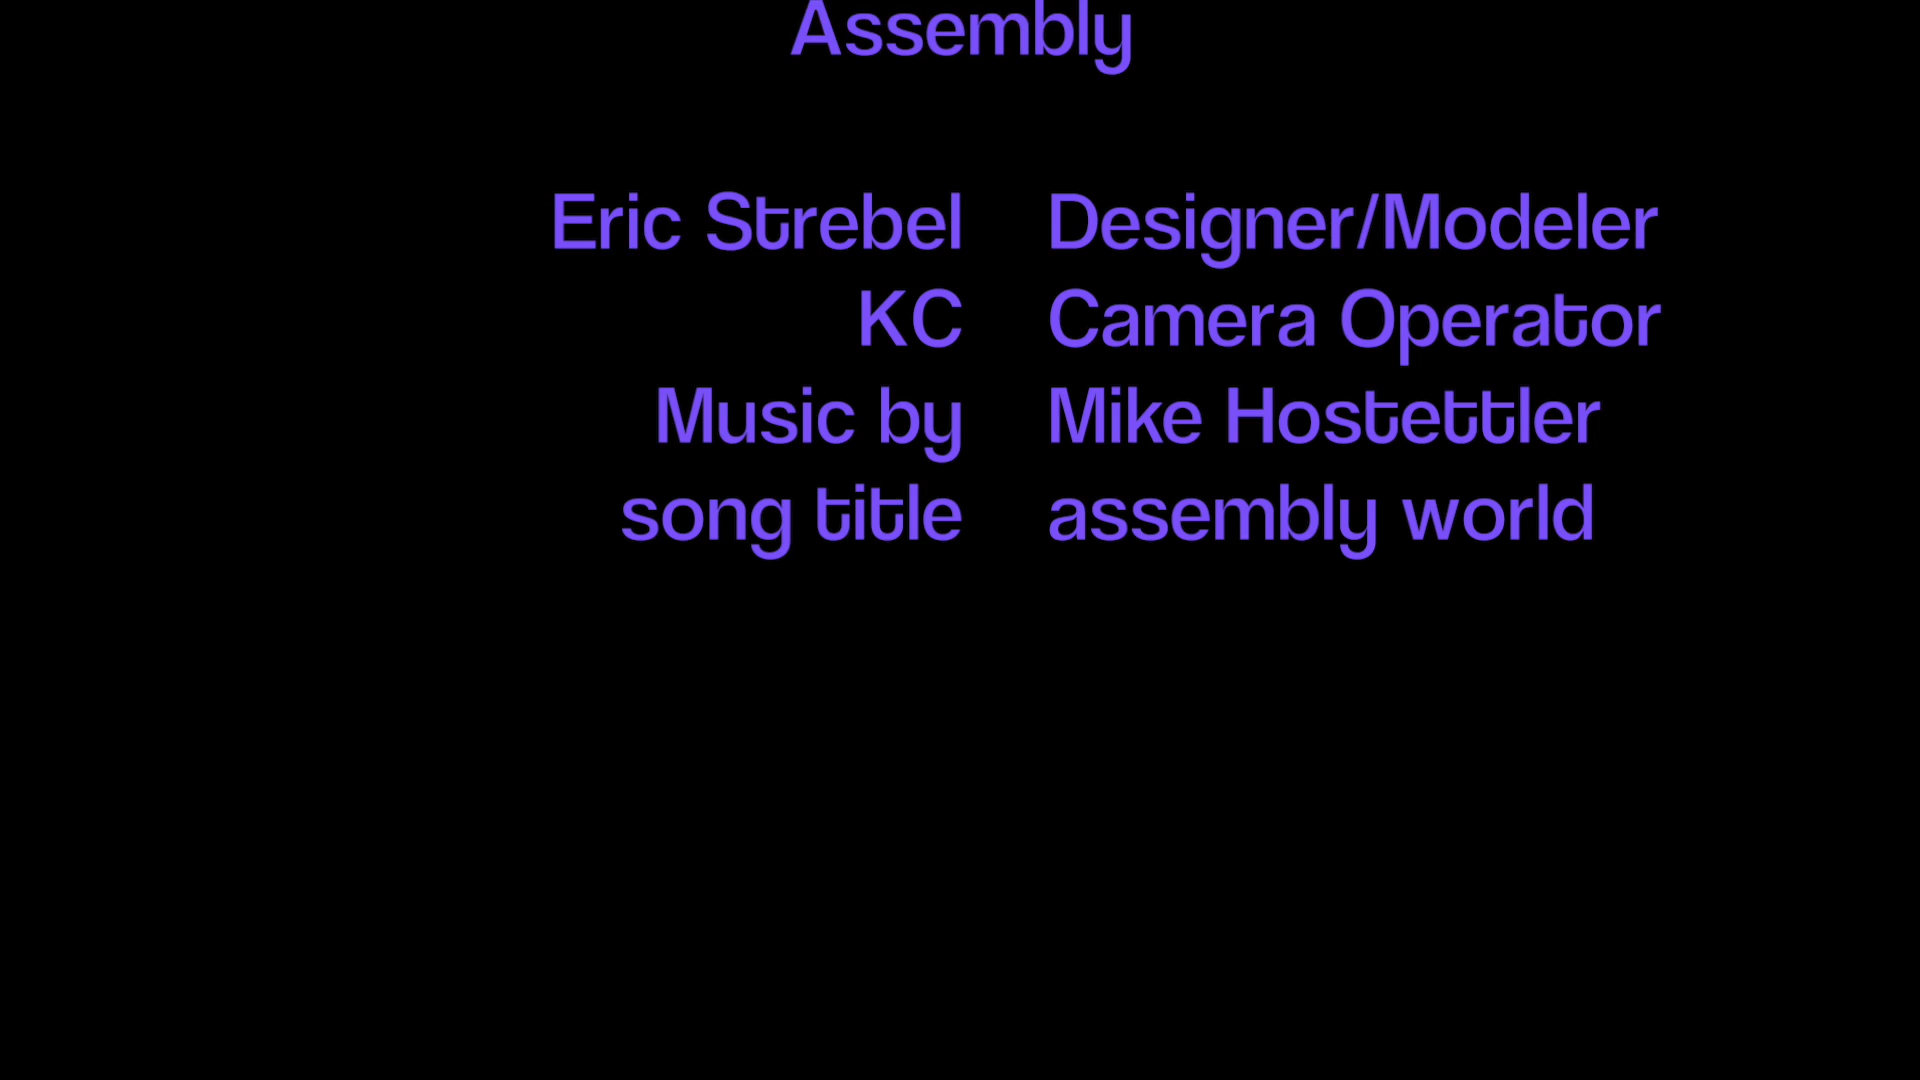 Assembly
Eric Strebel Designer/Modeler
KC Camera Operator
Music by Mike Hostettler
song title assembly world